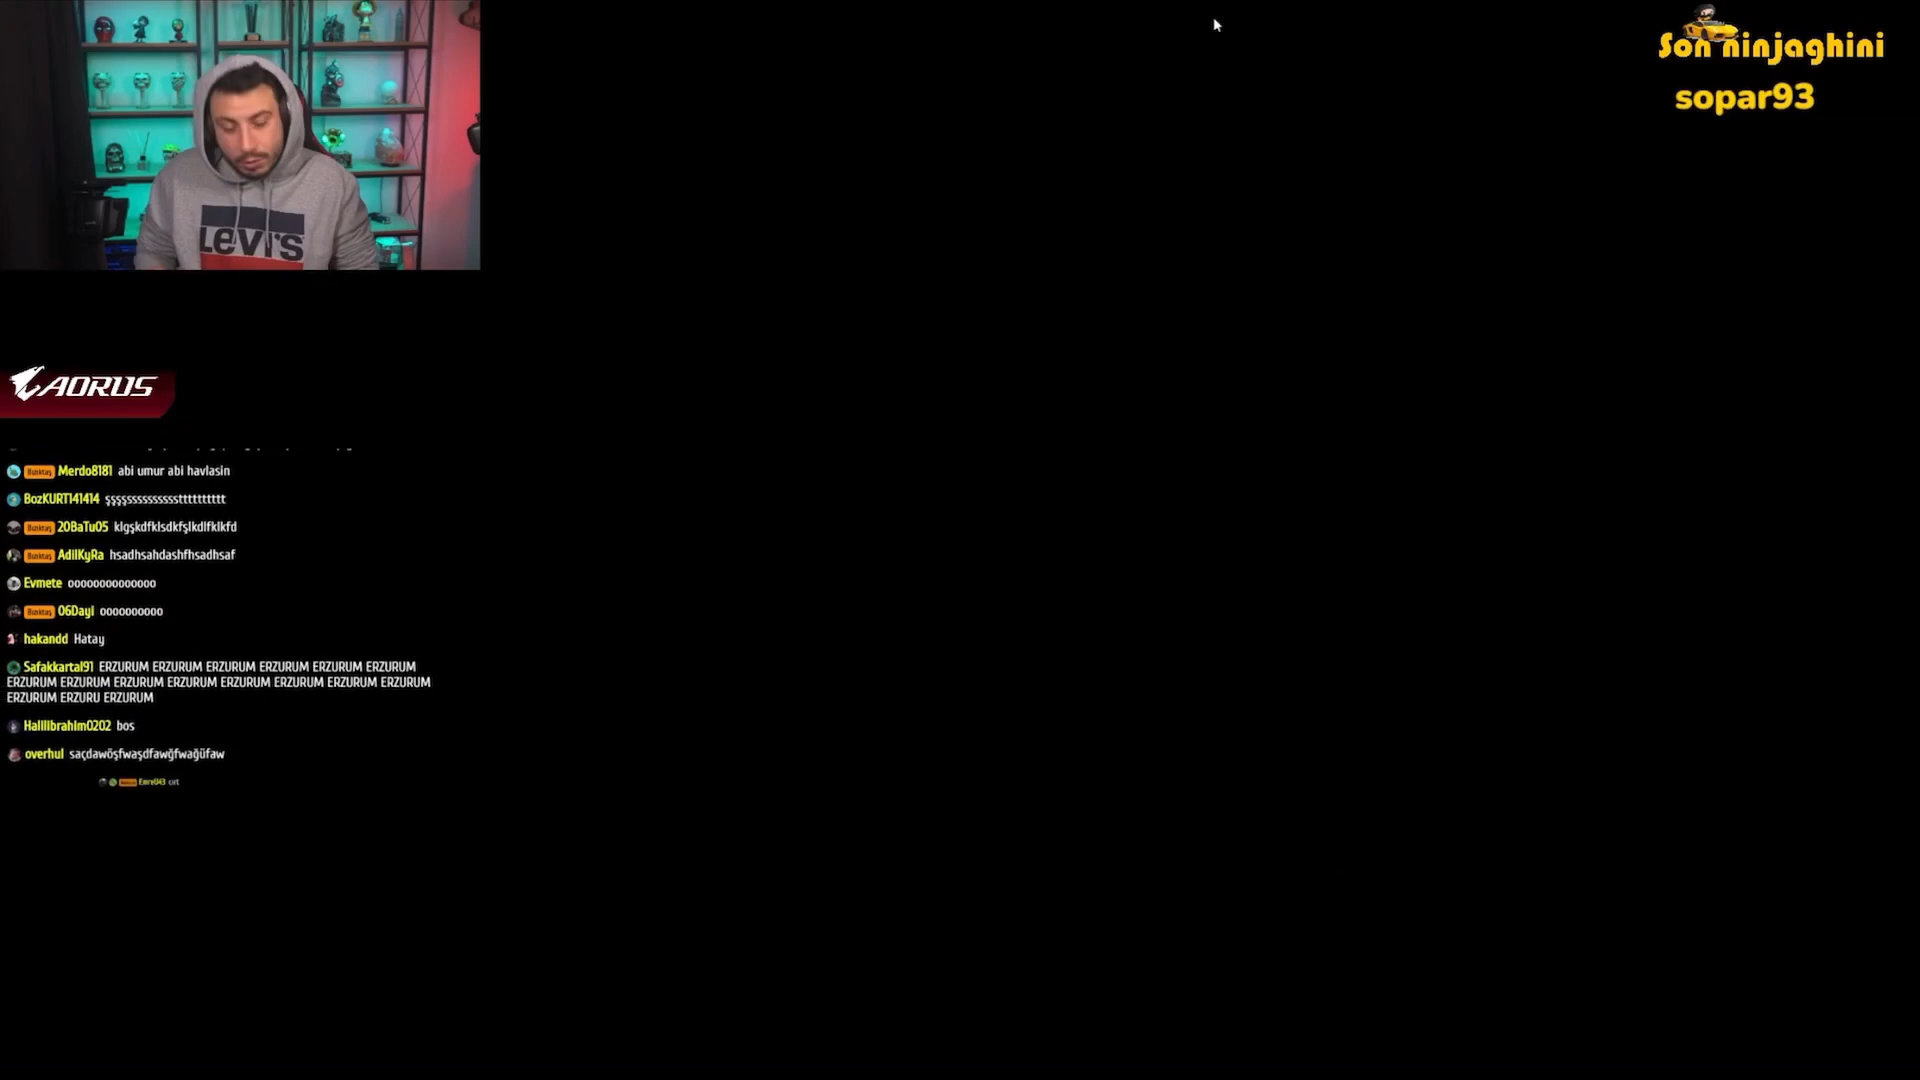 Son ninjaghini
sopar93
LEVI'S
AORUS
Merdo8181 abi umur abi havlasin
BozKURT141414 şşşşsssssssssstttttttttt
20BaTu05 klgşkdfklsdkfşlkdlfklkfd
AdilKyRa hsadhsahdashfhsadhsaf
Evmete oooooooooooooo
06Dayi oooooooooo
hakandd Hatay
Safakkartal91 ERZURUM ERZURUM ERZURUM ERZURUM ERZURUM ERZURUM
ERZURUM ERZURUM ERZURUM ERZURUM ERZURUM ERZURUM ERZURUM ERZURUM
ERZURUM ERZURU ERZURUM
Halilibrahim0202 bos
overhul saçdawöşfwaşdfawğfwağüfaw